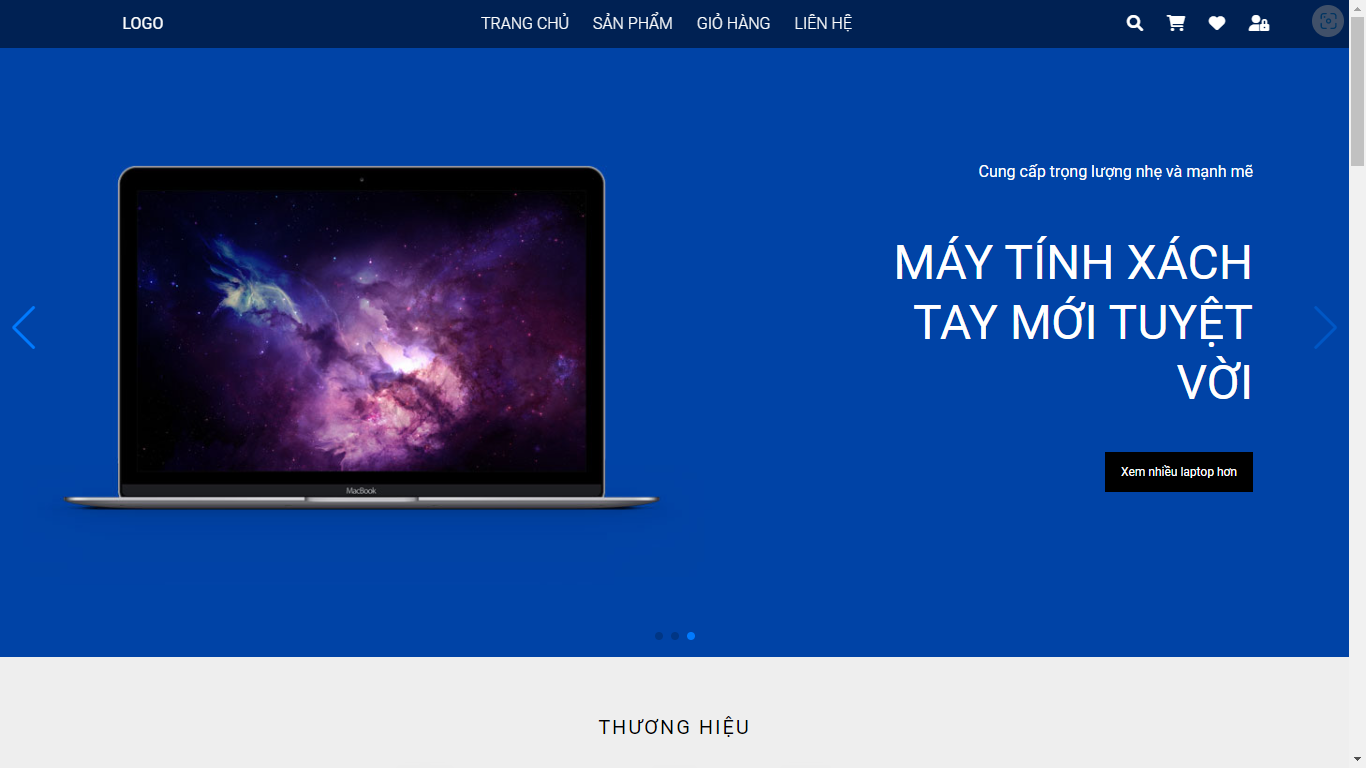 LOGO
TRANG CHỦ SẢN PHẨM GIỎ HÀNG LIÊN HỆ
Cung cấp trọng lượng nhẹ và mạnh mẽ
MÁY TÍNH XÁCH
TAY MỚI TUYỆT
VỜI
Xem nhiều laptop hơn
MacBook
THƯƠNG HIỆU